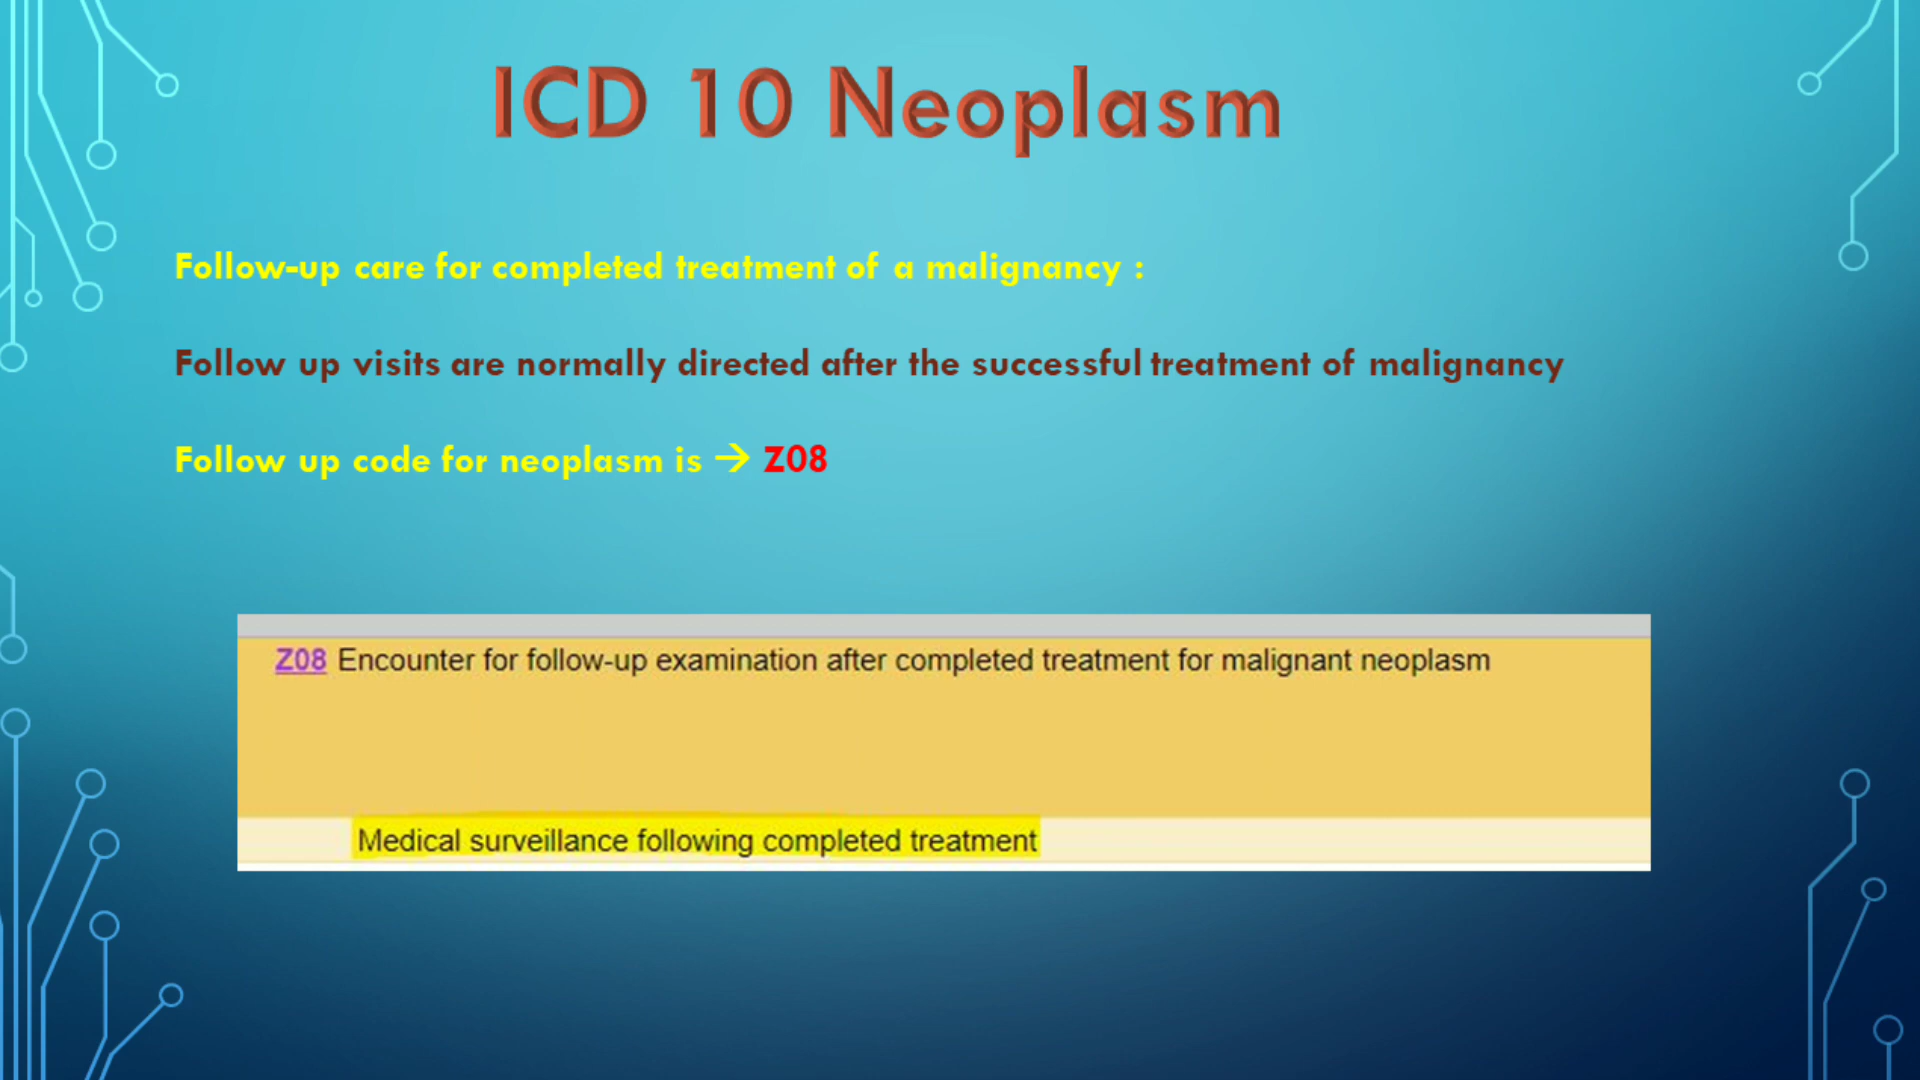 ICD 10 Neoplasm
Follow-up care for completed treatment of a malignancy :
Follow up visits are normally directed after the successful treatment of malignancy
Follow up code for neoplasm is → Z08
Z08 Encounter for follow-up examination after completed treatment for malignant neoplasm
Medical surveillance following completed treatment